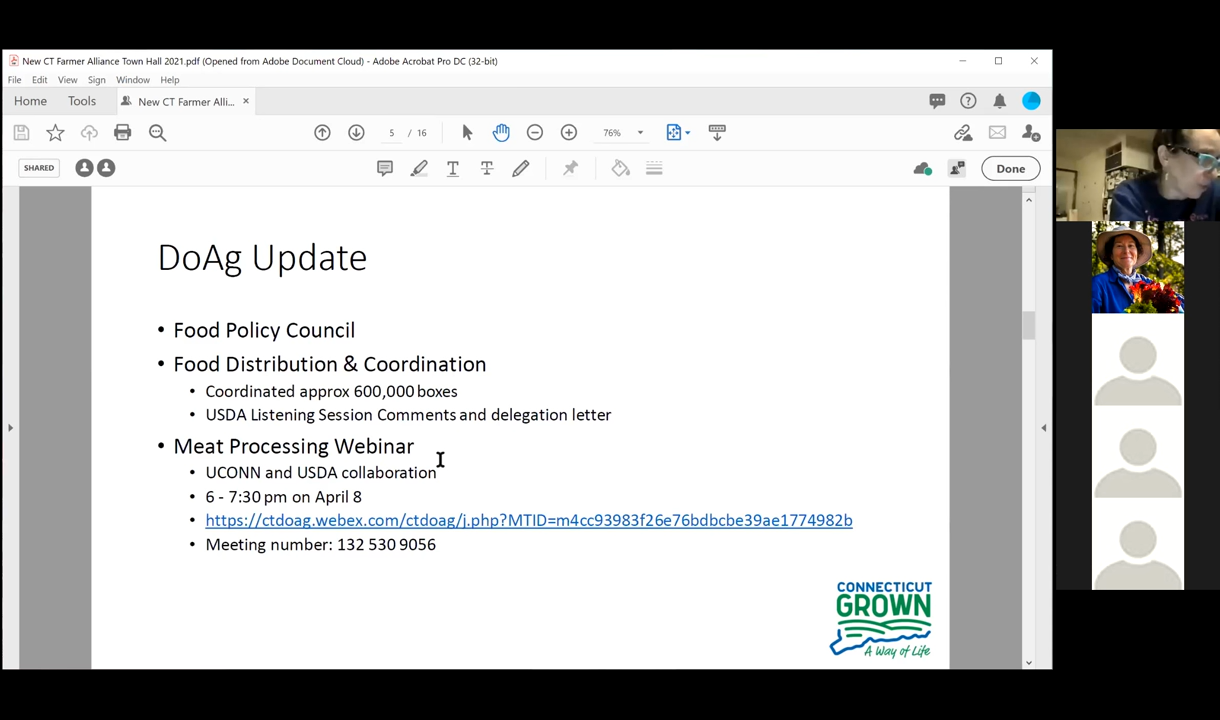 New CT Farmer Alliance Town Hall 2021.pdf (Opened from Adobe Document Cloud) - Adobe Acrobat Pro DC (32-bit)
File Edit View Sign Window Help
Home Tools New CT Farmer Alli... ×
5 / 16 76%
SHARED Done
DoAg Update
• Food Policy Council
• Food Distribution & Coordination
• Coordinated approx 600,000 boxes
• USDA Listening Session Comments and delegation letter
• Meat Processing Webinar
• UCONN and USDA collaboration
• 6 - 7:30 pm on April 8
• https://ctdoag.webex.com/ctdoag/j.php?MTID=m4cc93983f26e76bdbcbe39ae1774982b
• Meeting number: 132 530 9056
CONNECTICUT
GROWN
A Way of Life